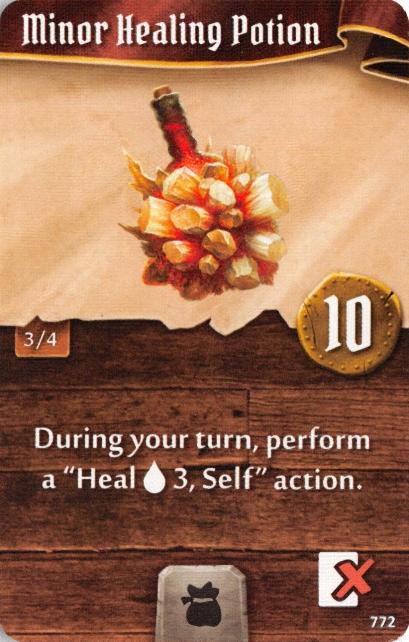 Minor Healing Potion
10
3/4
During your turn, perform
a “Heal 3, Self” action.
772